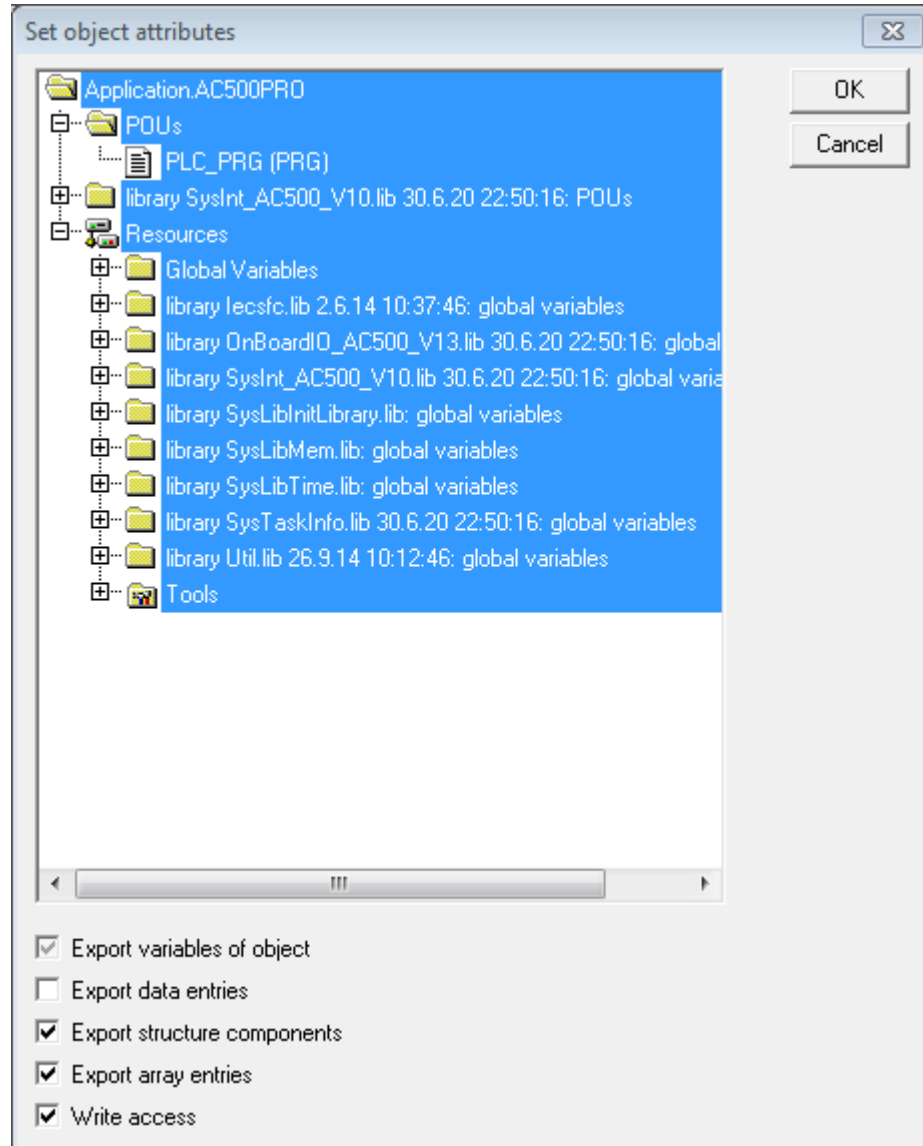 Set object attributes
Application.AC500PRO
OK
POUs
Cancel
PLC_PRG (PRG)
library SysInt_AC500_V10.lib 30.6.20 22:50:16: POUs
Resources
Global Variables
library Iecsfc.lib 2.6.14 10:37:46: global variables
library OnBoardIO_AC500_V13.lib 30.6.20 22:50:16: global
library SysInt_AC500_V10.lib 30.6.20 22:50:16: global varia
library SysLibInitLibrary.lib: global variables
library SysLibMem.lib: global variables
library SysLibTime.lib: global variables
library SysTaskInfo.lib 30.6.20 22:50:16: global variables
library Util.lib 26.9.14 10:12:46: global variables
Tools
Export variables of object
Export data entries
Export structure components
Export array entries
Write access